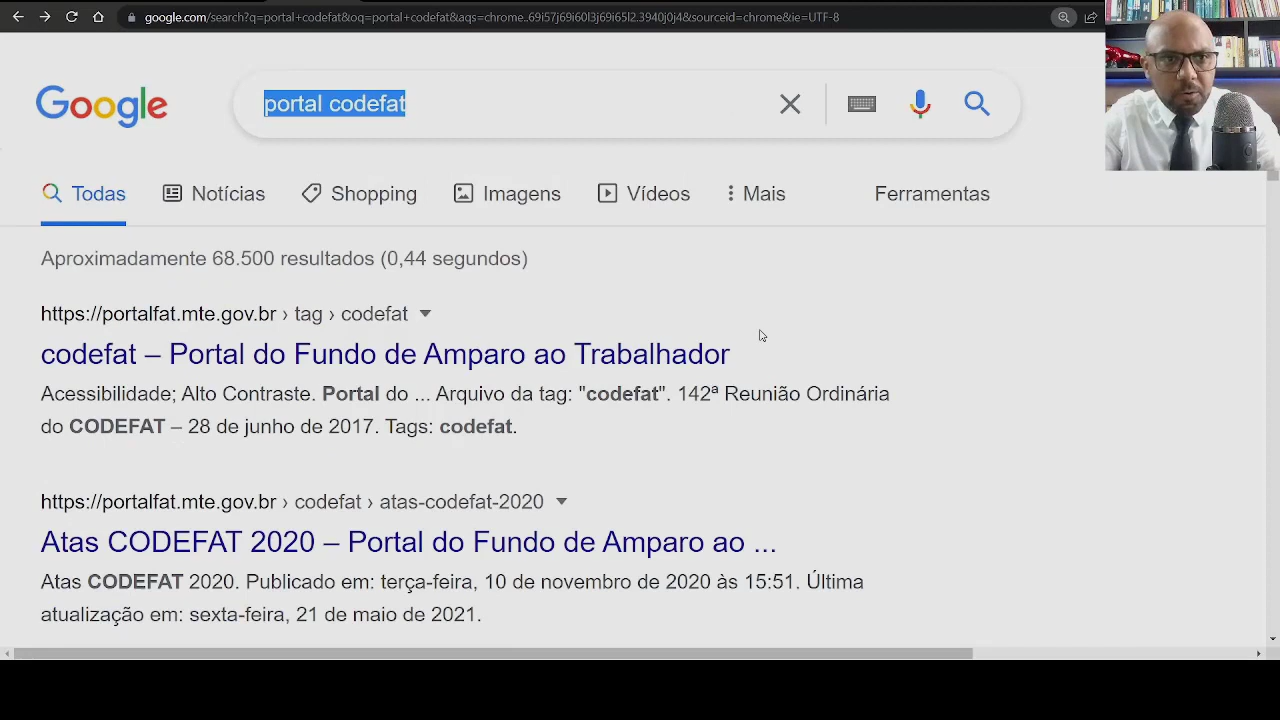 google.com/search?q=portal+codefat&oq=portal+codefat&aqs=chrome..69i57j69i60l3j69i65l2.3940j0j4&sourceid=chrome&ie=UTF-8
Google
portal codefat
Todas Notícias Shopping Imagens Vídeos Mais Ferramentas
Aproximadamente 68.500 resultados (0,44 segundos)
https://portalfat.mte.gov.br › tag › codefat
codefat – Portal do Fundo de Amparo ao Trabalhador
Acessibilidade; Alto Contraste. Portal do ... Arquivo da tag: "codefat". 142ª Reunião Ordinária
do CODEFAT – 28 de junho de 2017. Tags: codefat.
https://portalfat.mte.gov.br › codefat › atas-codefat-2020
Atas CODEFAT 2020 – Portal do Fundo de Amparo ao ...
Atas CODEFAT 2020. Publicado em: terça-feira, 10 de novembro de 2020 às 15:51. Última
atualização em: sexta-feira, 21 de maio de 2021.